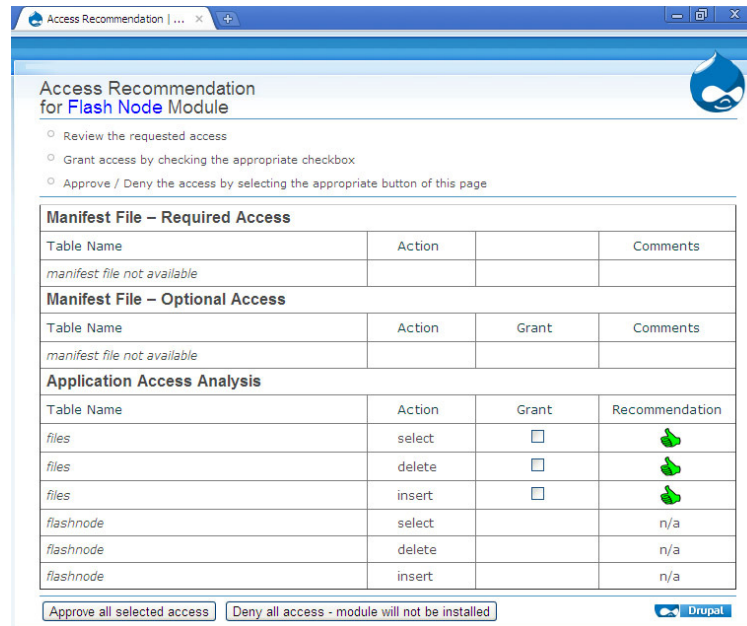 Access Recommendation | ...
Access Recommendation
for Flash Node Module
Review the requested access
Grant access by checking the appropriate checkbox
Approve / Deny the access by selecting the appropriate button of this page
Manifest File – Required Access
Table Name Action Comments
manifest file not available
Manifest File – Optional Access
Table Name Action Grant Comments
manifest file not available
Application Access Analysis
Table Name Action Grant Recommendation
files select
files delete
files insert
flashnode select n/a
flashnode delete n/a
flashnode insert n/a
Approve all selected access Deny all access - module will not be installed Drupal